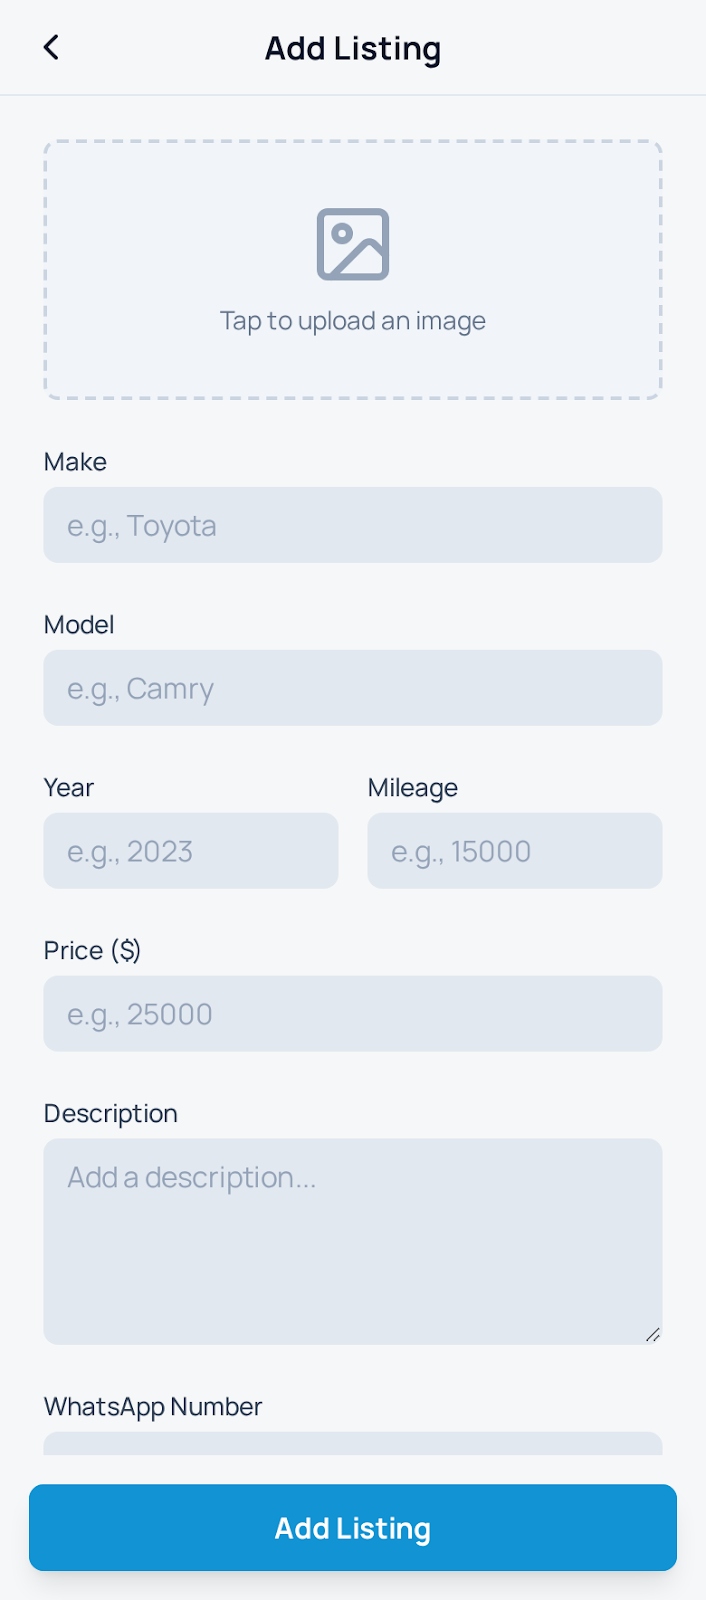 Add Listing
Tap to upload an image
Make
e.g., Toyota
Model
e.g., Camry
Year
Mileage
e.g., 2023
e.g., 15000
Price ($)
e.g., 25000
Description
Add a description...
WhatsApp Number
Add Listing